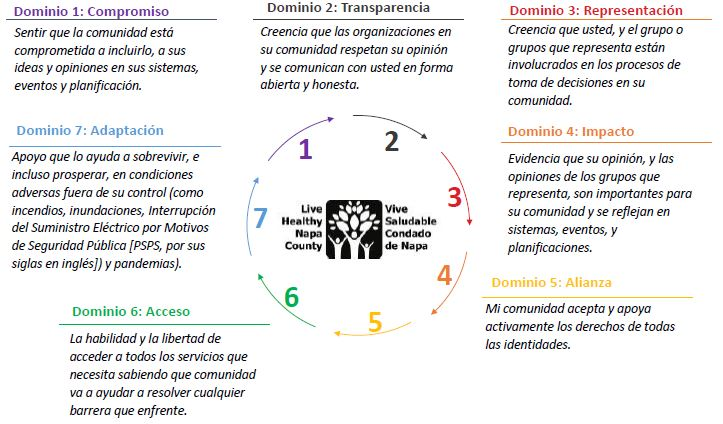 Dominio 1: Compromiso
Sentir que la comunidad está
comprometida a incluirlo, a sus
ideas y opiniones en sus sistemas,
eventos y planificación.
Dominio 2: Transparencia
Creencia que las organizaciones en
su comunidad respetan su opinión
y se comunican con usted en forma
abierta y honesta.
Dominio 3: Representación
Creencia que usted, y el grupo o
grupos que representa están
involucrados en los procesos de
toma de decisiones en su
comunidad.
Dominio 4: Impacto
Evidencia que su opinión, y las
opiniones de los grupos que
representa, son importantes para
su comunidad y se reflejan en
sistemas, eventos, y
planificaciones.
Dominio 5: Alianza
Mi comunidad acepta y apoya
activamente los derechos de todas
las identidades.
Dominio 6: Acceso
La habilidad y la libertad de
acceder a todos los servicios que
necesita sabiendo que comunidad
va a ayudar a resolver cualquier
barrera que enfrente.
Dominio 7: Adaptación
Apoyo que lo ayuda a sobrevivir, e
incluso prosperar, en condiciones
adversas fuera de su control (como
incendios, inundaciones, Interrupción
del Suministro Eléctrico por Motivos
de Seguridad Pública [PSPS, por sus
siglas en inglés]) y pandemias).
1
2
3
4
5
6
7
Live
Healthy
Napa
County
Vive
Saludable
Condado
de Napa